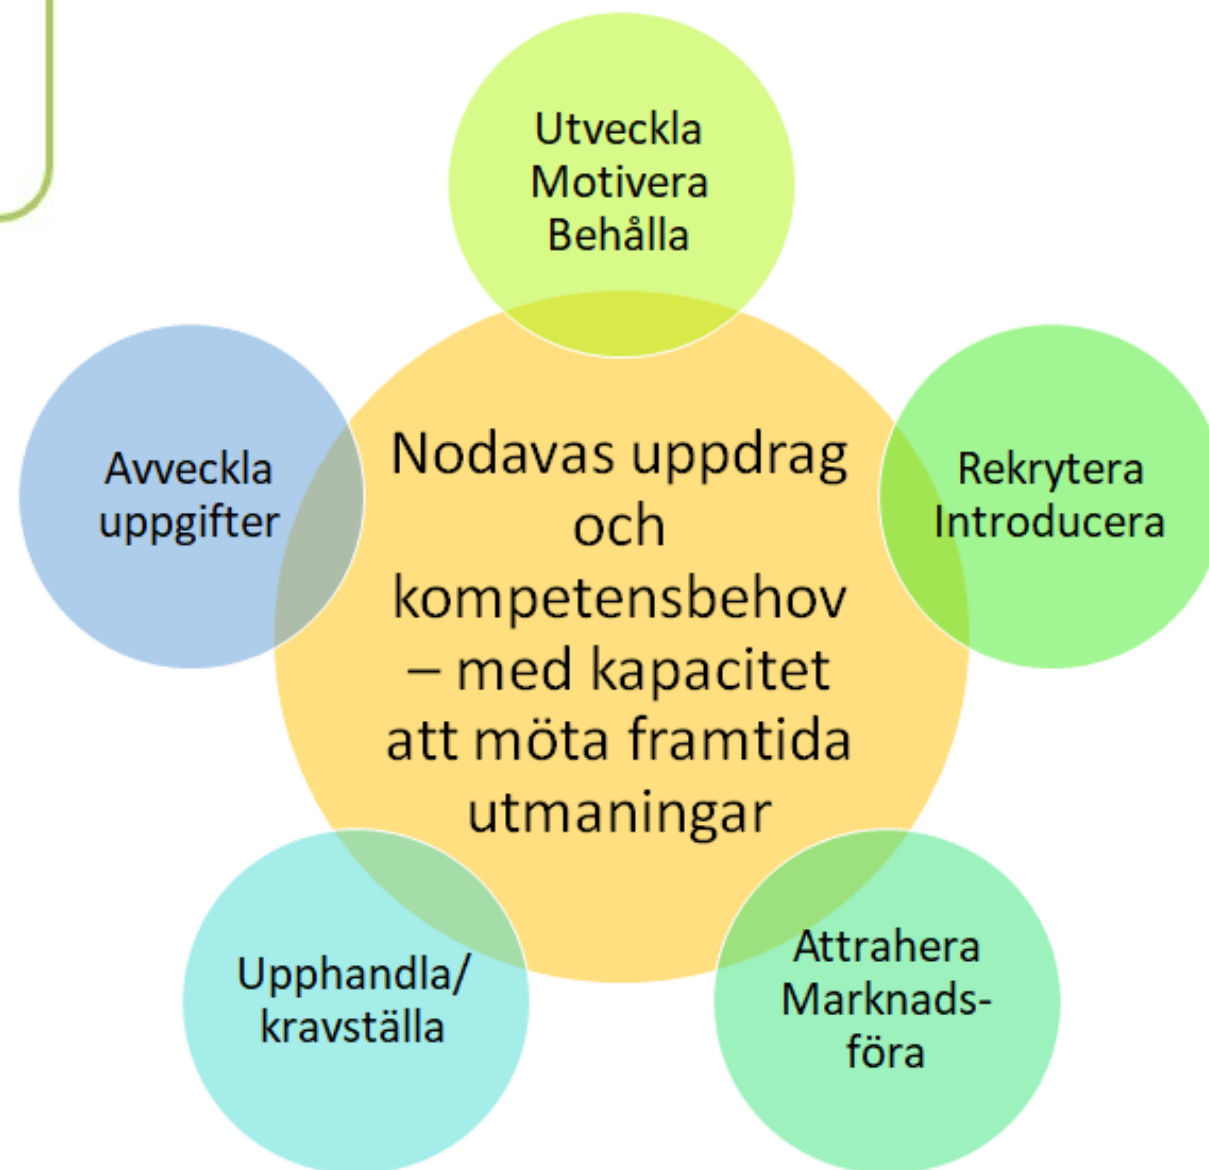 Utveckla
Motivera
Behålla
Avveckla
uppgifter
Nodavas uppdrag
och
kompetensbehov
– med kapacitet
att möta framtida
utmaningar
Rekrytera
Introducera
Upphandla/
kravställa
Attrahera
Marknads-
föra